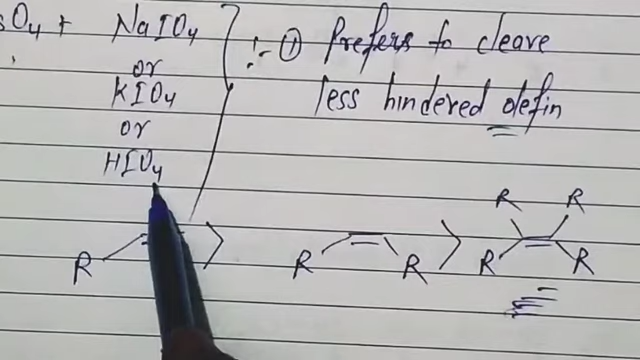 sO4 + NaIO4
or
KIO4
or
HIO4
:- ① Prefers to cleave
less hindered olefin
R > R R > R R R R